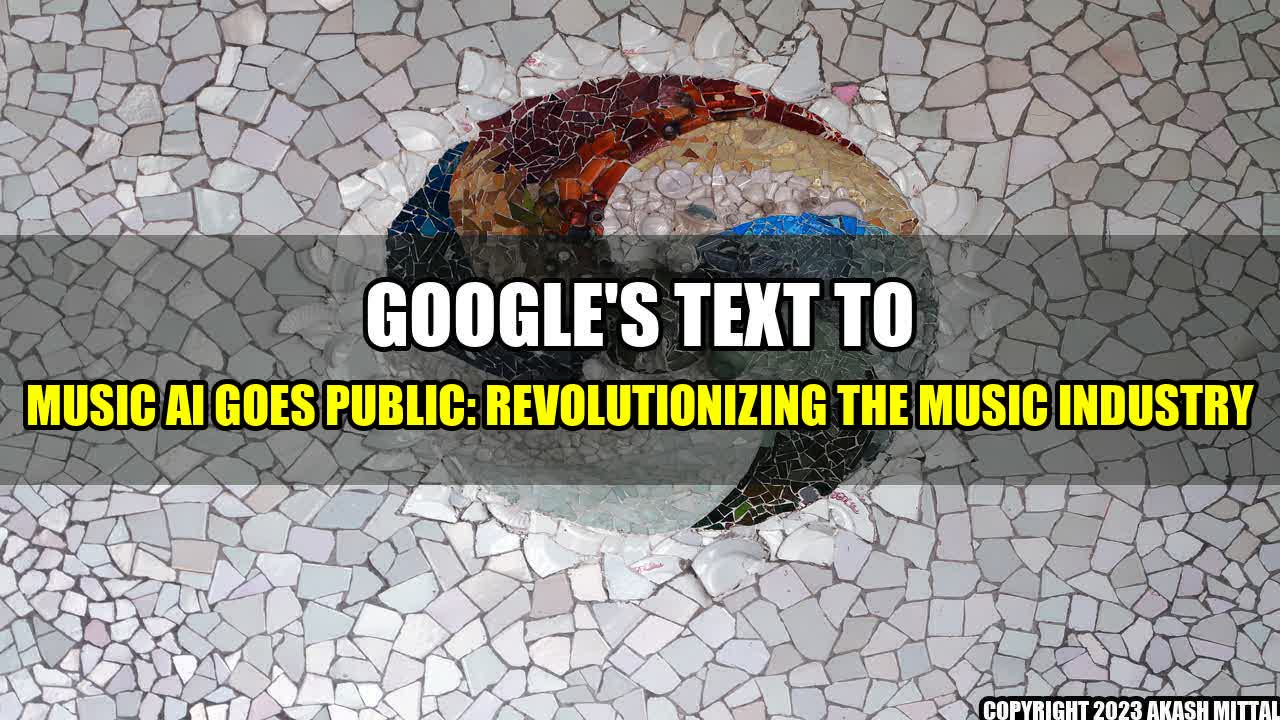 GOOGLE'S TEXT TO
MUSIC AI GOES PUBLIC: REVOLUTIONIZING THE MUSIC INDUSTRY
COPYRIGHT 2023 AKASH MITTAL